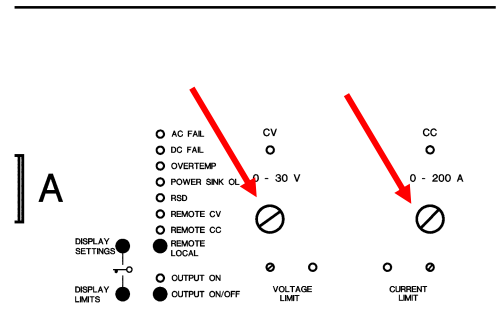 A
AC FAIL
DC FAIL
OVERTEMP
POWER SINK OL
RSD
REMOTE CV
REMOTE CC
REMOTE
LOCAL
OUTPUT ON
OUTPUT ON/OFF
DISPLAY
SETTINGS
DISPLAY
LIMITS
CV
0 - 30 V
VOLTAGE
LIMIT
CC
0 - 200 A
CURRENT
LIMIT